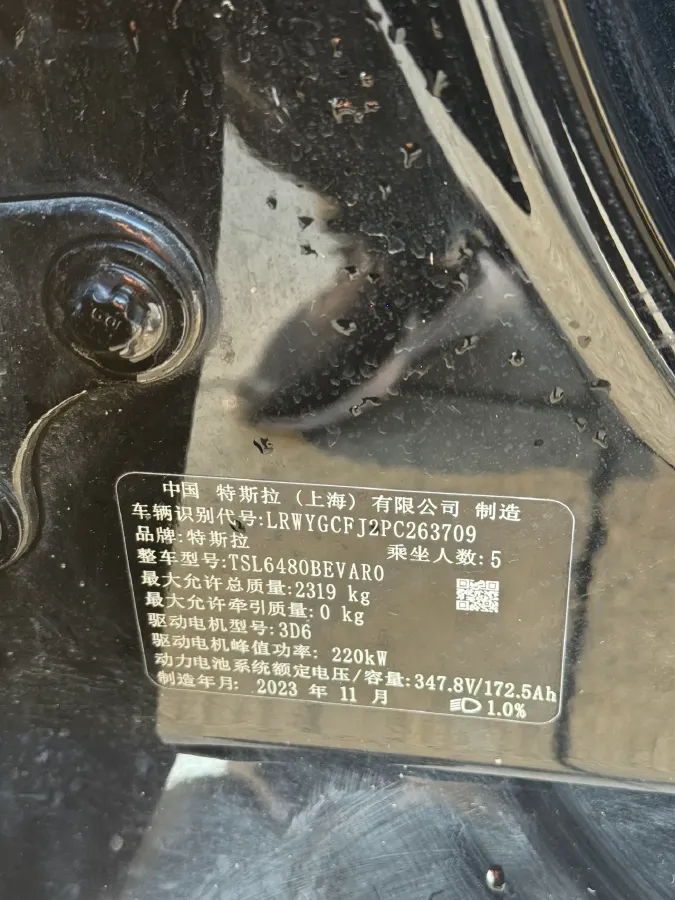 中国 特斯拉（上海）有限公司 制造
车辆识别代号:LRWYGCFJ2PC263709
品牌:特斯拉 乘坐人数:5
整车型号:TSL6480BEVAR0
最大允许总质量:2319 kg
最大允许牵引质量:0 kg
驱动电机型号:3D6
驱动电机峰值功率: 220kW
动力电池系统额定电压/容量:347.8V/172.5Ah
制造年月: 2023 年 11 月 1.0%